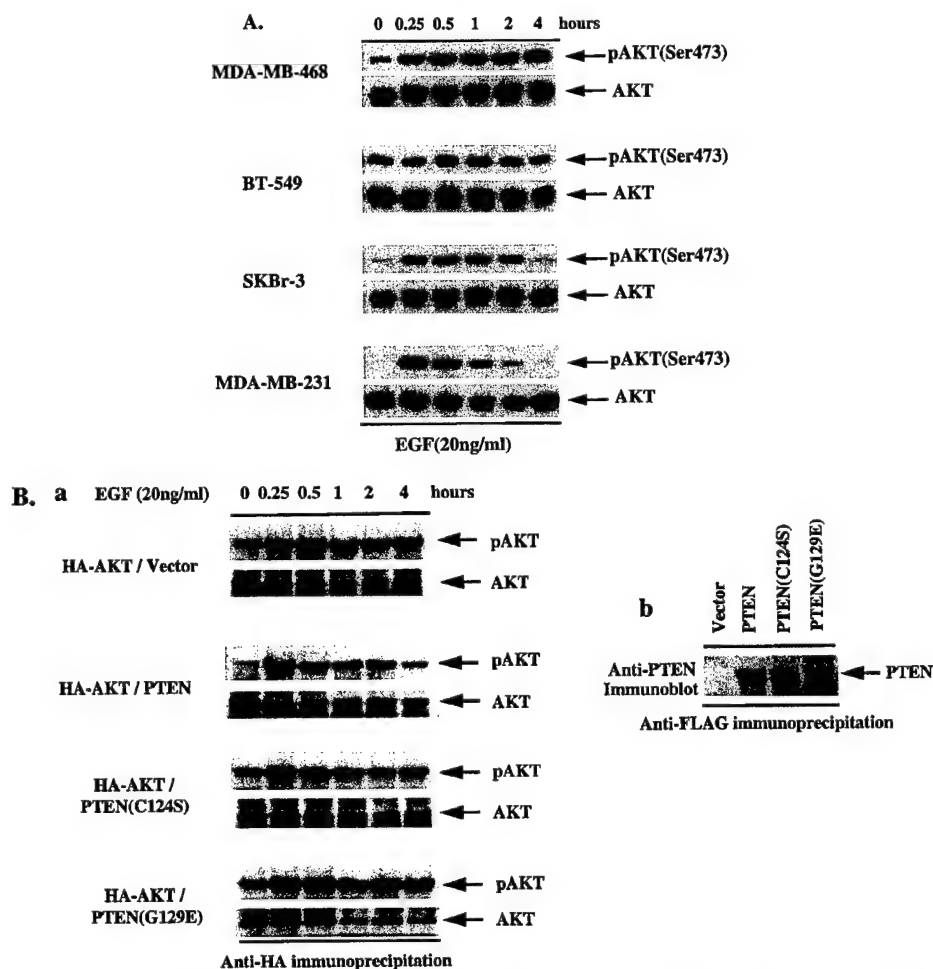 A.
0 0.25 0.5 1 2 4 hours
MDA-MB-468
pAKT(Ser473)
AKT
BT-549
pAKT(Ser473)
AKT
SKBr-3
pAKT(Ser473)
AKT
MDA-MB-231
pAKT(Ser473)
AKT
EGF(20ng/ml)
B. a EGF (20ng/ml) 0 0.25 0.5 1 2 4 hours
HA-AKT / Vector
pAKT
AKT
HA-AKT / PTEN
pAKT
AKT
HA-AKT /
PTEN(C124S)
pAKT
AKT
HA-AKT /
PTEN(G129E)
pAKT
AKT
Anti-HA immunoprecipitation
b
Vector
PTEN
PTEN(C124S)
PTEN(G129E)
Anti-PTEN
Immunoblot
PTEN
Anti-FLAG immunoprecipitation